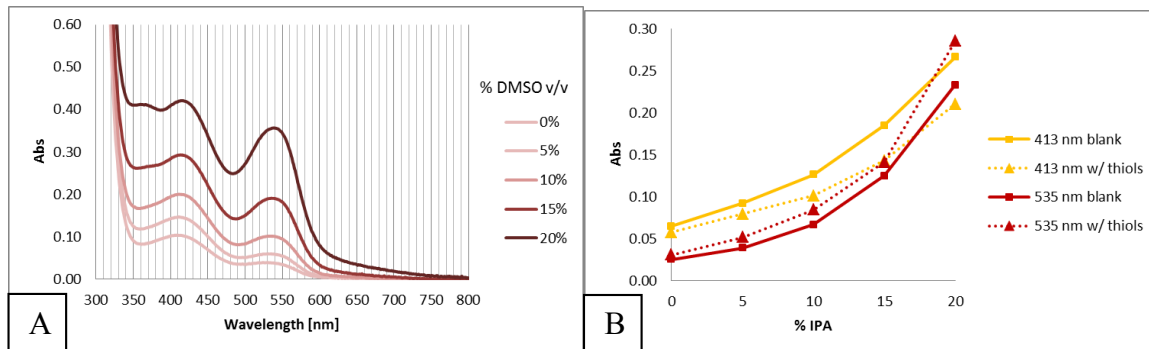 0.60
0.50
0.40
0.30
0.20
0.10
0.00
Abs
300 350 400 450 500 550 600 650 700 750 800
Wavelength [nm]
% DMSO v/v
0%
5%
10%
15%
20%
A
0.30
0.25
0.20
0.15
0.10
0.05
0.00
Abs
0 5 10 15 20
% IPA
413 nm blank
413 nm w/ thiols
535 nm blank
535 nm w/ thiols
B